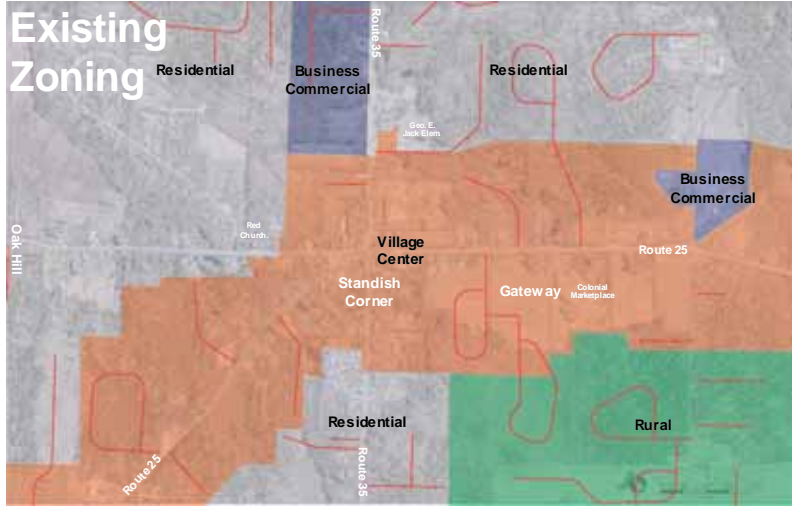 Existing
Zoning
Residential
Business
Commercial
Route 35
Residential
Geo. E.
Jack Elem
Business
Commercial
Red
Church.
Oak Hill
Village
Center
Route 25
Standish
Corner
Gateway
Colonial
Marketplace
Residential
Rural
Route 25
Route 35